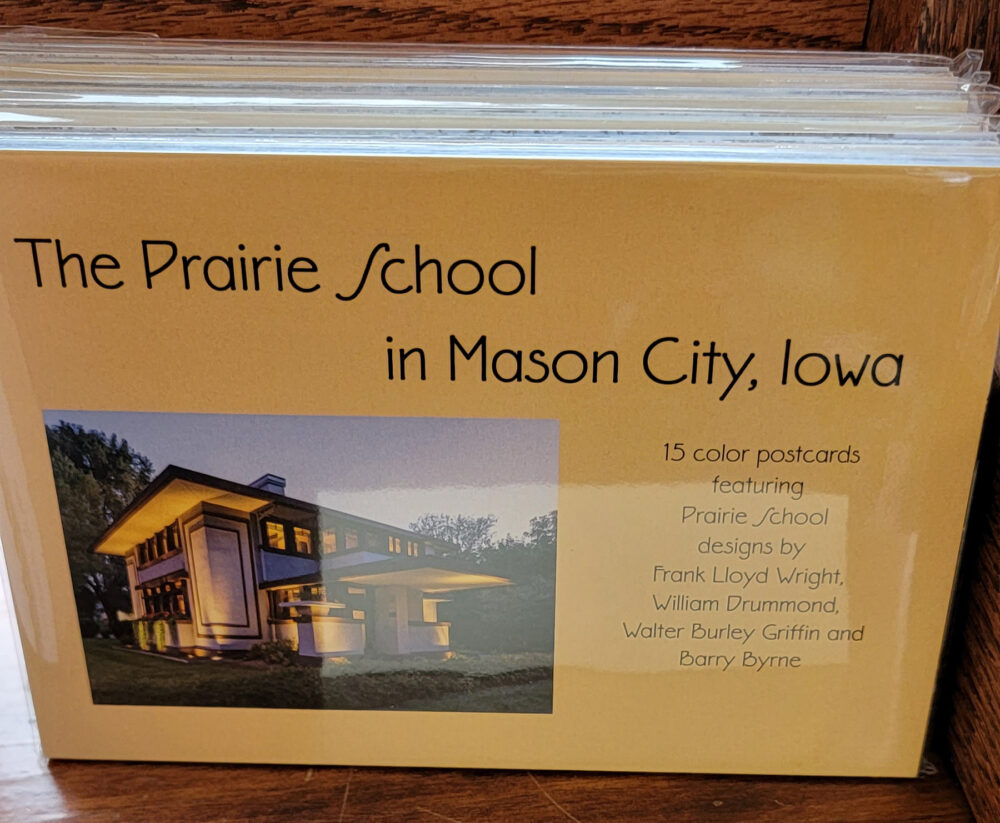 The Prairie School
in Mason City, Iowa
15 color postcards
featuring
Prairie School
designs by
Frank Lloyd Wright,
William Drummond,
Walter Burley Griffin and
Barry Byrne